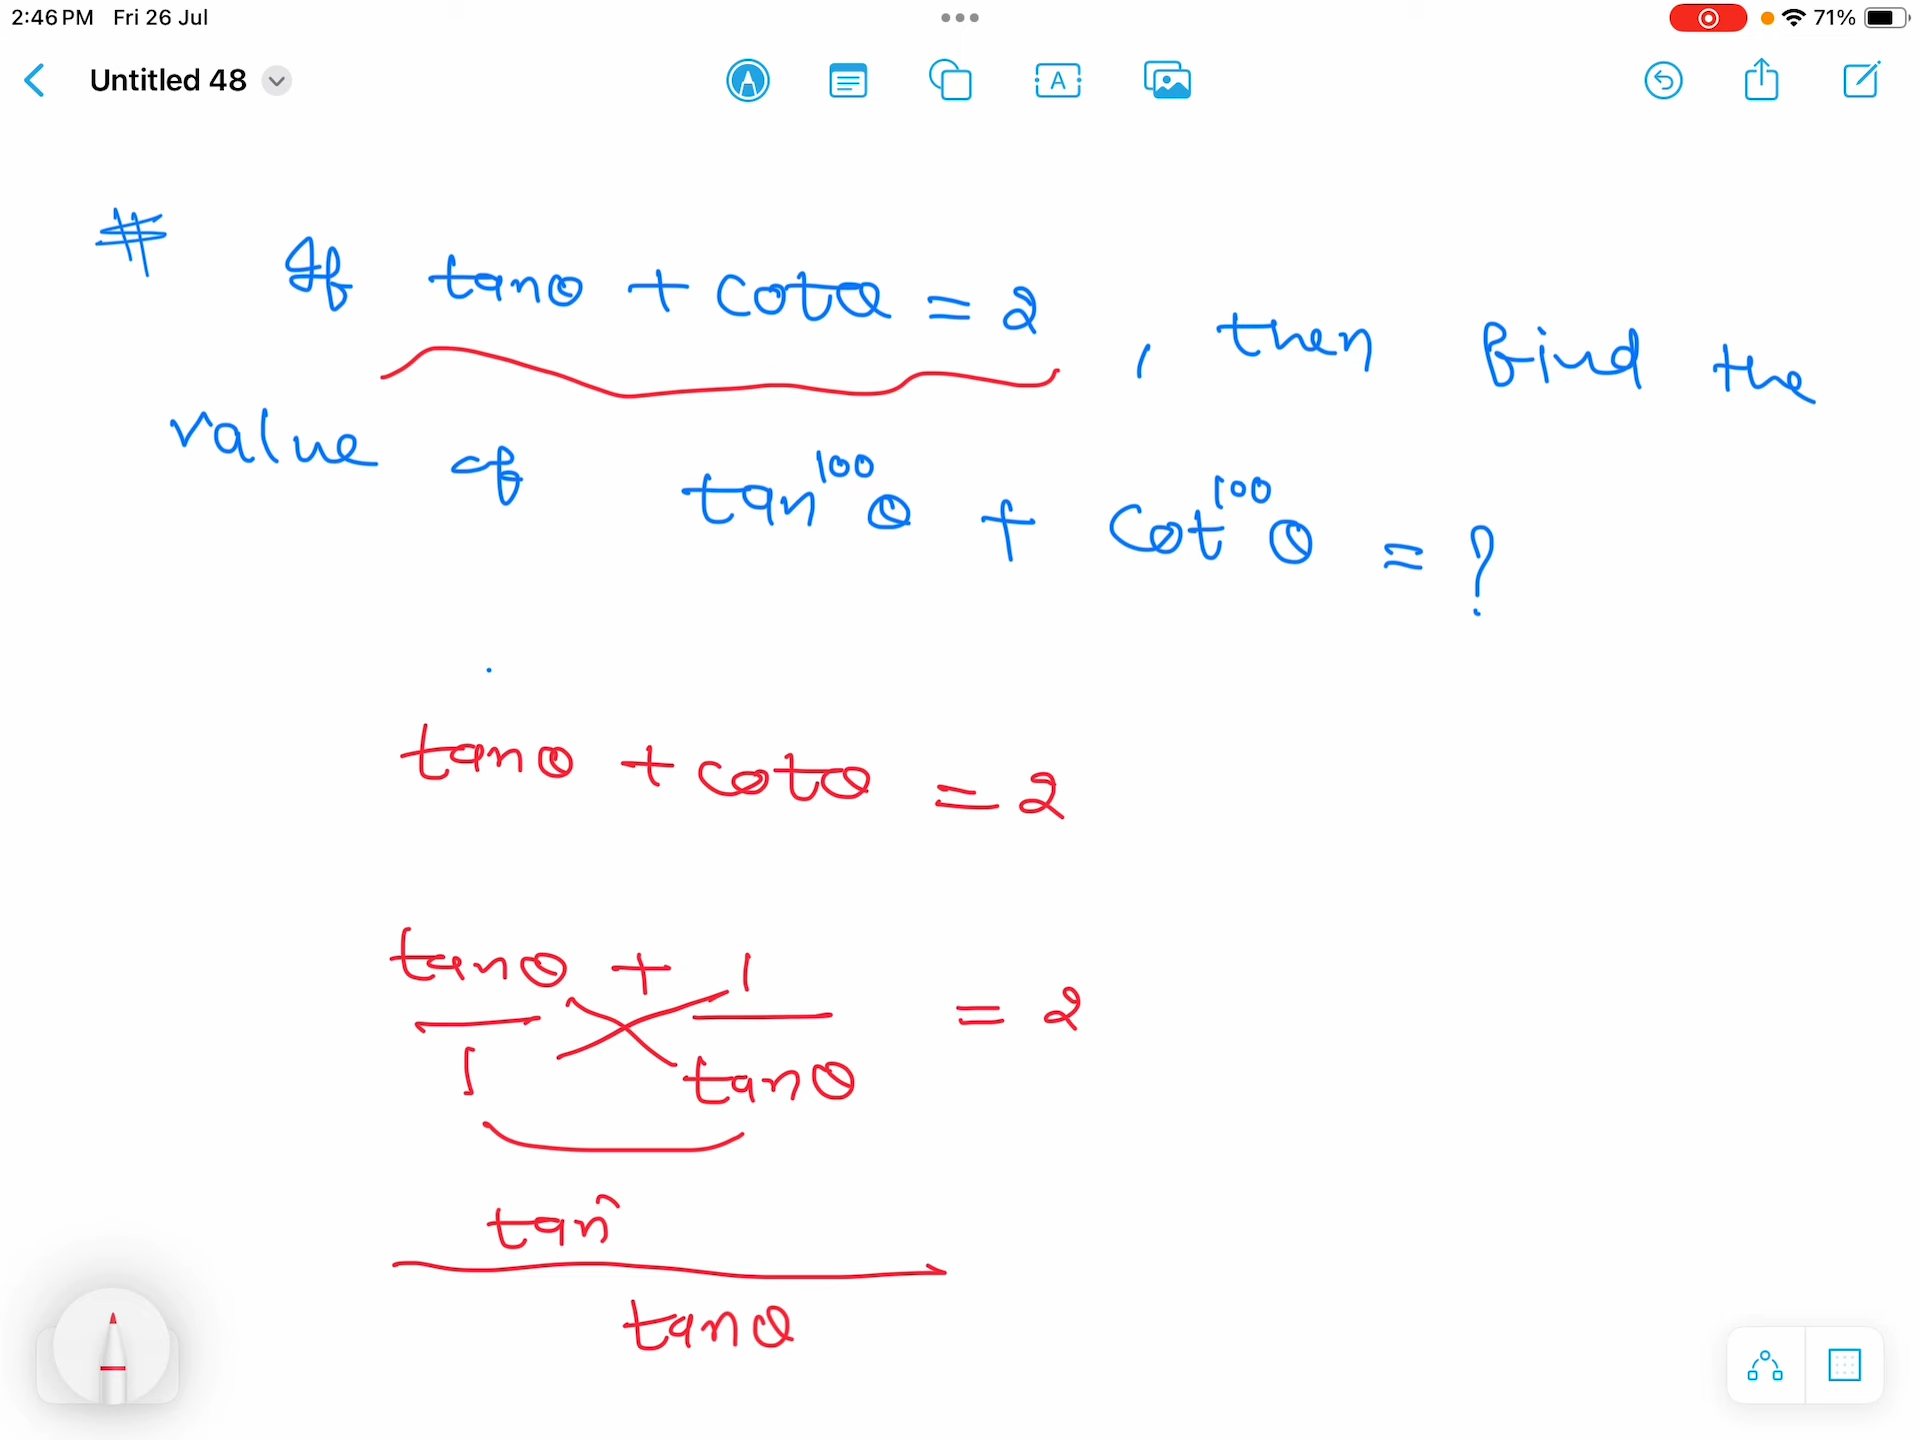 2:46 PM Fri 26 Jul
71%
Untitled 48
A
# If tanθ + cotθ = 2 , then find the
value of tan¹⁰⁰θ + cot¹⁰⁰θ = ?
tanθ + cotθ = 2
tanθ + 1 = 2
1 tanθ
tan²
tanθ